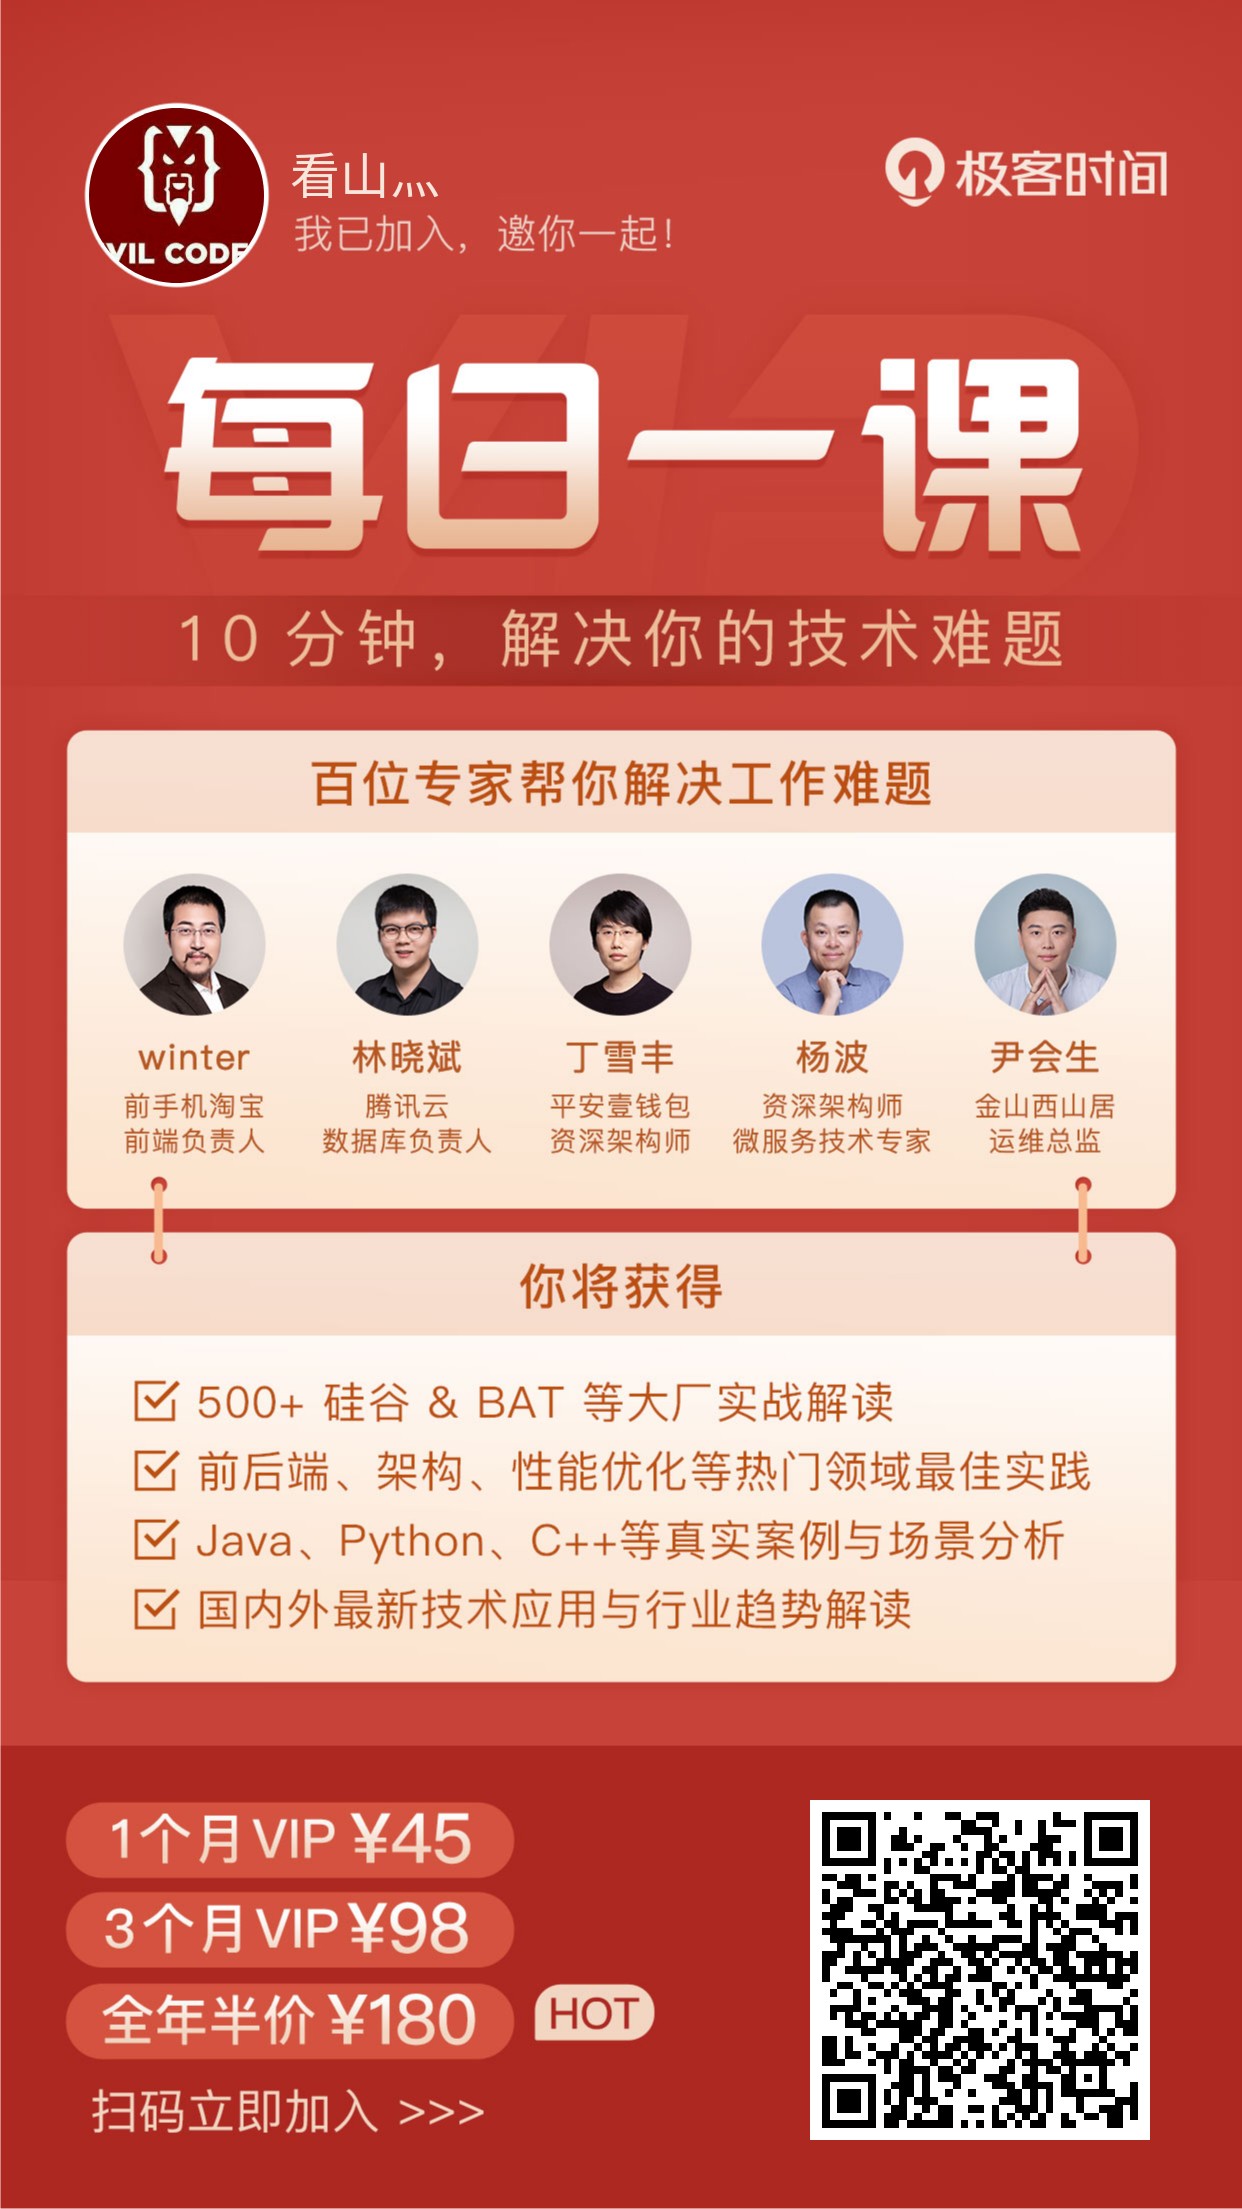 看山灬
我已加入，邀你一起！
极客时间
VIL CODE
每日一课
10 分钟，解决你的技术难题
百位专家帮你解决工作难题
winter
前手机淘宝
前端负责人
林晓斌
腾讯云
数据库负责人
丁雪丰
平安壹钱包
资深架构师
杨波
资深架构师
微服务技术专家
尹会生
金山西山居
运维总监
你将获得
500+ 硅谷 & BAT 等大厂实战解读
前后端、架构、性能优化等热门领域最佳实践
Java、Python、C++等真实案例与场景分析
国内外最新技术应用与行业趋势解读
1个月VIP ¥45
3个月VIP ¥98
全年半价 ¥180
HOT
扫码立即加入 >>>